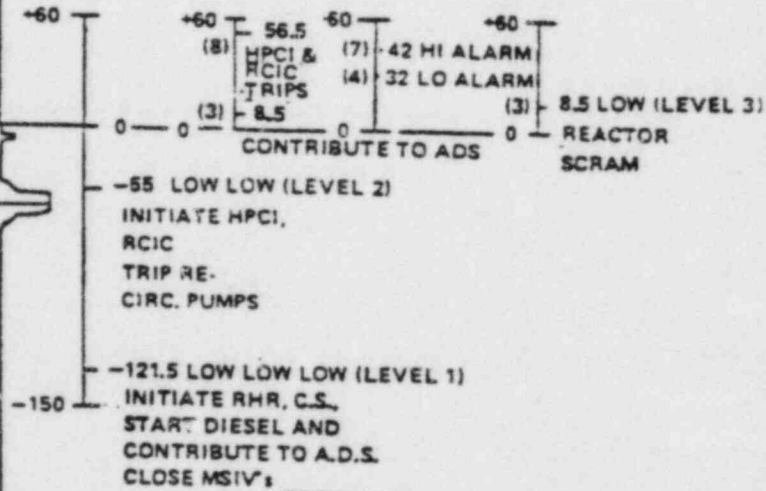 +60
+60
-60
+60
56.5
(8) HPCI &
RCIC
TRIPS
(3) 8.5
(7) 42 HI ALARM
(4) 32 LO ALARM
(3) 8.5 LOW (LEVEL 3)
REACTOR
SCRAM
0 0 0 0
CONTRIBUTE TO ADS
-55 LOW LOW (LEVEL 2)
INITIATE HPCI,
RCIC
TRIP RE-
CIRC. PUMPS
-121.5 LOW LOW LOW (LEVEL 1)
-150
INITIATE RHR, C.S.,
START DIESEL AND
CONTRIBUTE TO A.D.S.
CLOSE MSIV's